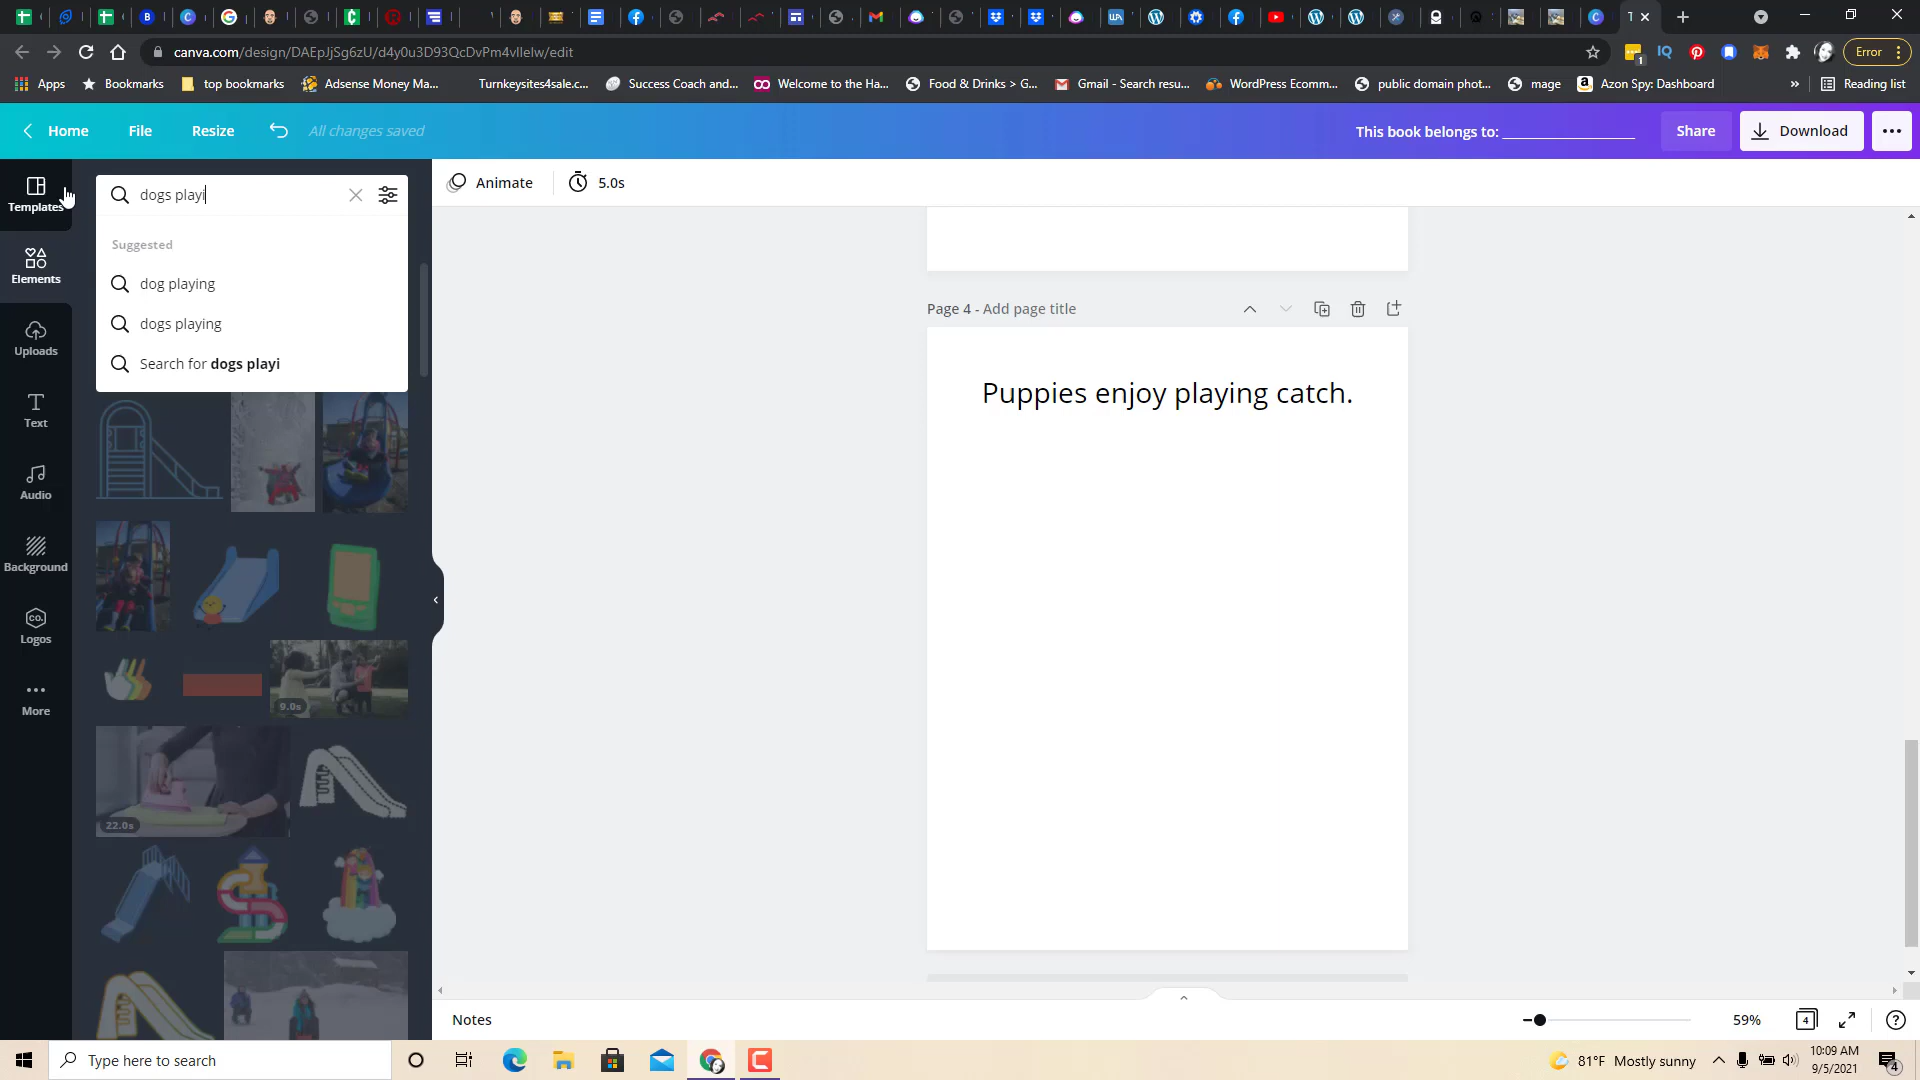 canva.com/design/DAEpJjSg6zU/d4y0u3D93QcDvPm4vllelw/edit
Error
Apps
Bookmarks
top bookmarks
Adsense Money Ma...
Turnkeysites4sale.c...
Success Coach and...
Welcome to the Ha...
Food & Drinks > G...
Gmail - Search resu...
WordPress Ecomm...
public domain phot...
mage
Azon Spy: Dashboard
»
Reading list
Home
File
Resize
All changes saved
This book belongs to: ____________________
Share
Download
Templates
dogs playi
Animate
5.0s
Suggested
dog playing
dogs playing
Search for dogs playi
Elements
Uploads
Text
Audio
Background
Logos
CO.
More
9.0s
22.0s
Page 4 - Add page title
Puppies enjoy playing catch.
Notes
59%
4
Type here to search
81°F Mostly sunny
10:09 AM
9/5/2021
4